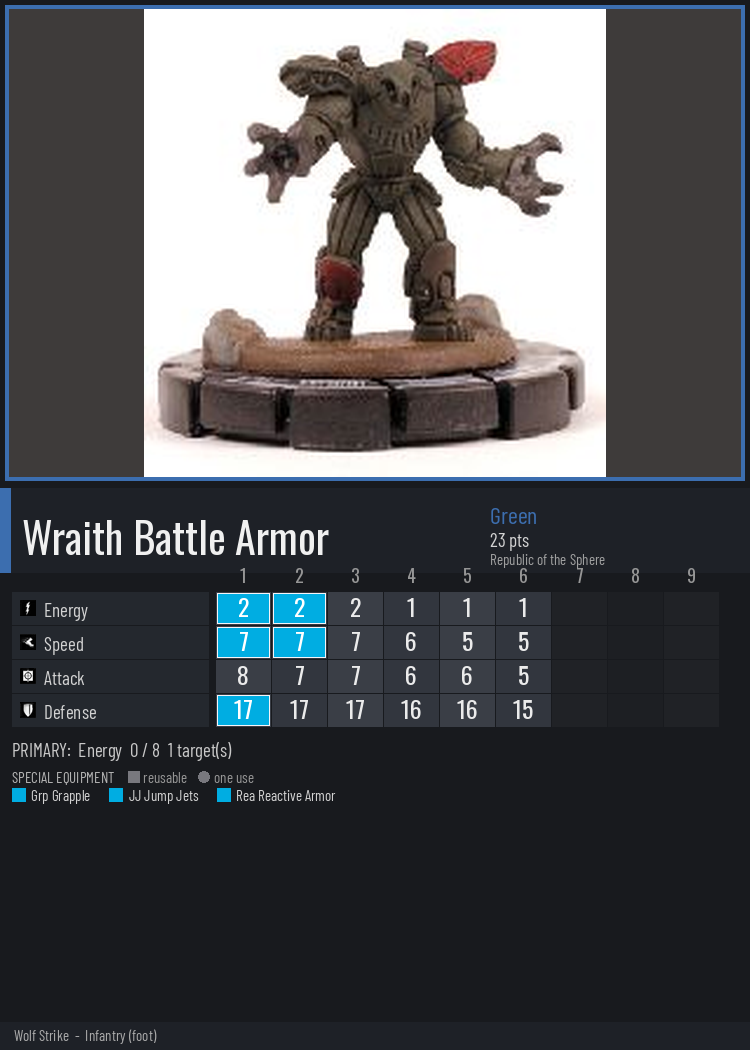 Wraith Battle Armor
Green
23 pts
Republic of the Sphere
1 2 3 4 5 6 7 8 9
Energy 2 2 2 1 1 1
Speed 7 7 7 6 5 5
Attack 8 7 7 6 6 5
Defense 17 17 17 16 16 15
PRIMARY: Energy 0 / 8 1 target(s)
SPECIAL EQUIPMENT reusable one use
Grp Grapple JJ Jump Jets Rea Reactive Armor
Wolf Strike - Infantry (foot)